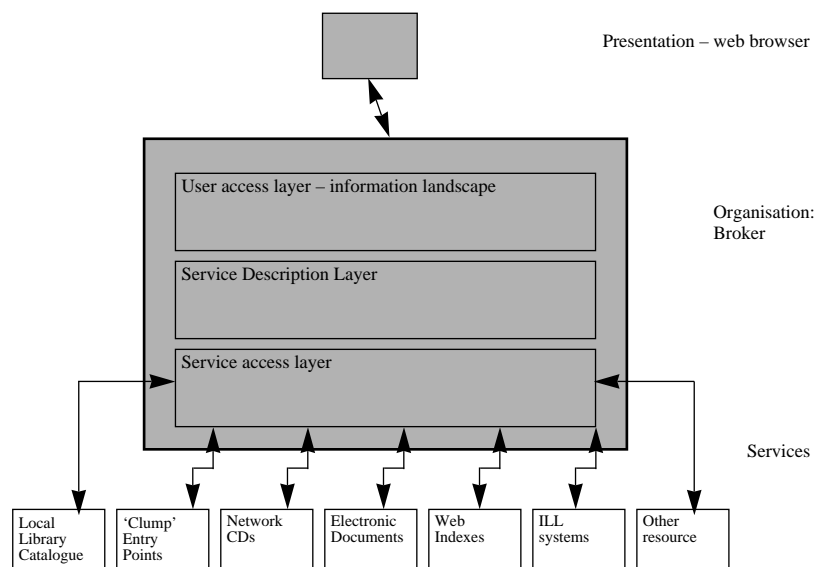 Presentation – web browser
User access layer – information landscape
Organisation:
Broker
Service Description Layer
Service access layer
Services
Local
Library
Catalogue
‘Clump’
Entry
Points
Network
CDs
Electronic
Documents
Web
Indexes
ILL
systems
Other
resource